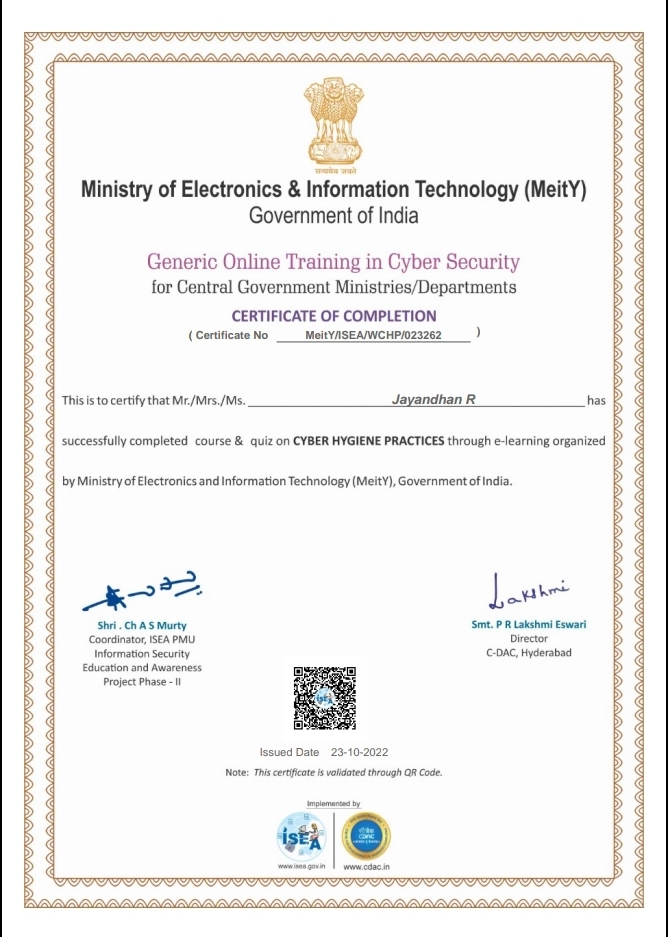 सत्यमेव जयते
Ministry of Electronics & Information Technology (MeitY)
Government of India
Generic Online Training in Cyber Security
for Central Government Ministries/Departments
CERTIFICATE OF COMPLETION
( Certificate No MeitY/ISEA/WCHP/023262 )
This is to certify that Mr./Mrs./Ms. Jayandhan R has
successfully completed course & quiz on CYBER HYGIENE PRACTICES through e-learning organized
by Ministry of Electronics and Information Technology (MeitY), Government of India.
Lakshmi
Shri . Ch A S Murty
Coordinator, ISEA PMU
Information Security
Education and Awareness
Project Phase - II
Smt. P R Lakshmi Eswari
Director
C-DAC, Hyderabad
ISEA
Issued Date 23-10-2022
Note: This certificate is validated through QR Code.
Implemented by
ISEA
सीडैक
CDAC
www.isea.gov.in
www.cdac.in